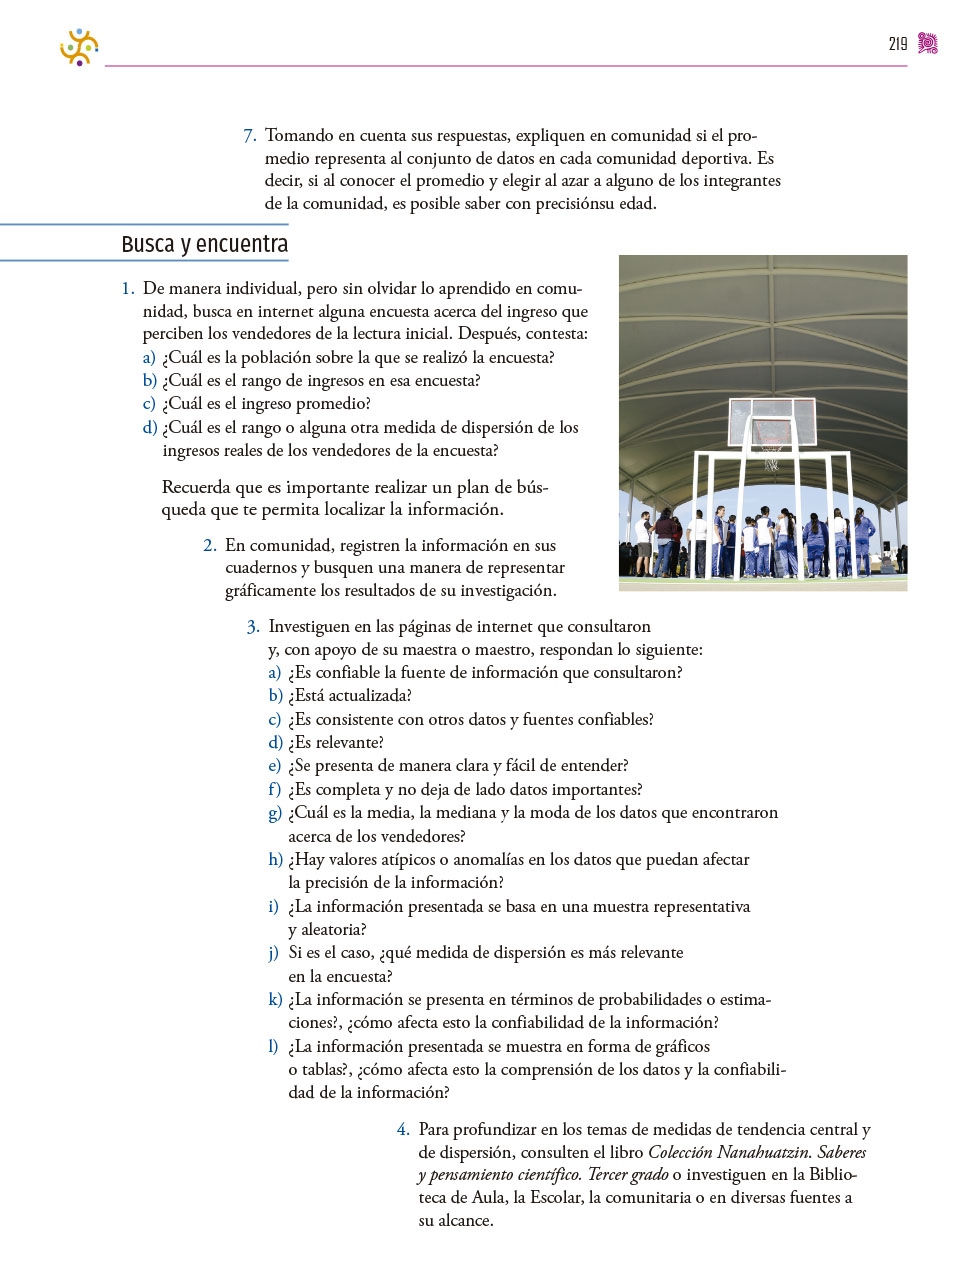 219
7. Tomando en cuenta sus respuestas, expliquen en comunidad si el pro-
medio representa al conjunto de datos en cada comunidad deportiva. Es
decir, si al conocer el promedio y elegir al azar a alguno de los integrantes
de la comunidad, es posible saber con precisiónsu edad.
Busca y encuentra
1. De manera individual, pero sin olvidar lo aprendido en comu-
nidad, busca en internet alguna encuesta acerca del ingreso que
perciben los vendedores de la lectura inicial. Después, contesta:
a) ¿Cuál es la población sobre la que se realizó la encuesta?
b) ¿Cuál es el rango de ingresos en esa encuesta?
c) ¿Cuál es el ingreso promedio?
d) ¿Cuál es el rango o alguna otra medida de dispersión de los
ingresos reales de los vendedores de la encuesta?
Recuerda que es importante realizar un plan de bús-
queda que te permita localizar la información.
2. En comunidad, registren la información en sus
cuadernos y busquen una manera de representar
gráficamente los resultados de su investigación.
3. Investiguen en las páginas de internet que consultaron
y, con apoyo de su maestra o maestro, respondan lo siguiente:
a) ¿Es confiable la fuente de información que consultaron?
b) ¿Está actualizada?
c) ¿Es consistente con otros datos y fuentes confiables?
d) ¿Es relevante?
e) ¿Se presenta de manera clara y fácil de entender?
f) ¿Es completa y no deja de lado datos importantes?
g) ¿Cuál es la media, la mediana y la moda de los datos que encontraron
acerca de los vendedores?
h) ¿Hay valores atípicos o anomalías en los datos que puedan afectar
la precisión de la información?
i) ¿La información presentada se basa en una muestra representativa
y aleatoria?
j) Si es el caso, ¿qué medida de dispersión es más relevante
en la encuesta?
k) ¿La información se presenta en términos de probabilidades o estima-
ciones?, ¿cómo afecta esto la confiabilidad de la información?
l) ¿La información presentada se muestra en forma de gráficos
o tablas?, ¿cómo afecta esto la comprensión de los datos y la confiabili-
dad de la información?
4. Para profundizar en los temas de medidas de tendencia central y
de dispersión, consulten el libro Colección Nanahuatzin. Saberes
y pensamiento científico. Tercer grado o investiguen en la Biblio-
teca de Aula, la Escolar, la comunitaria o en diversas fuentes a
su alcance.